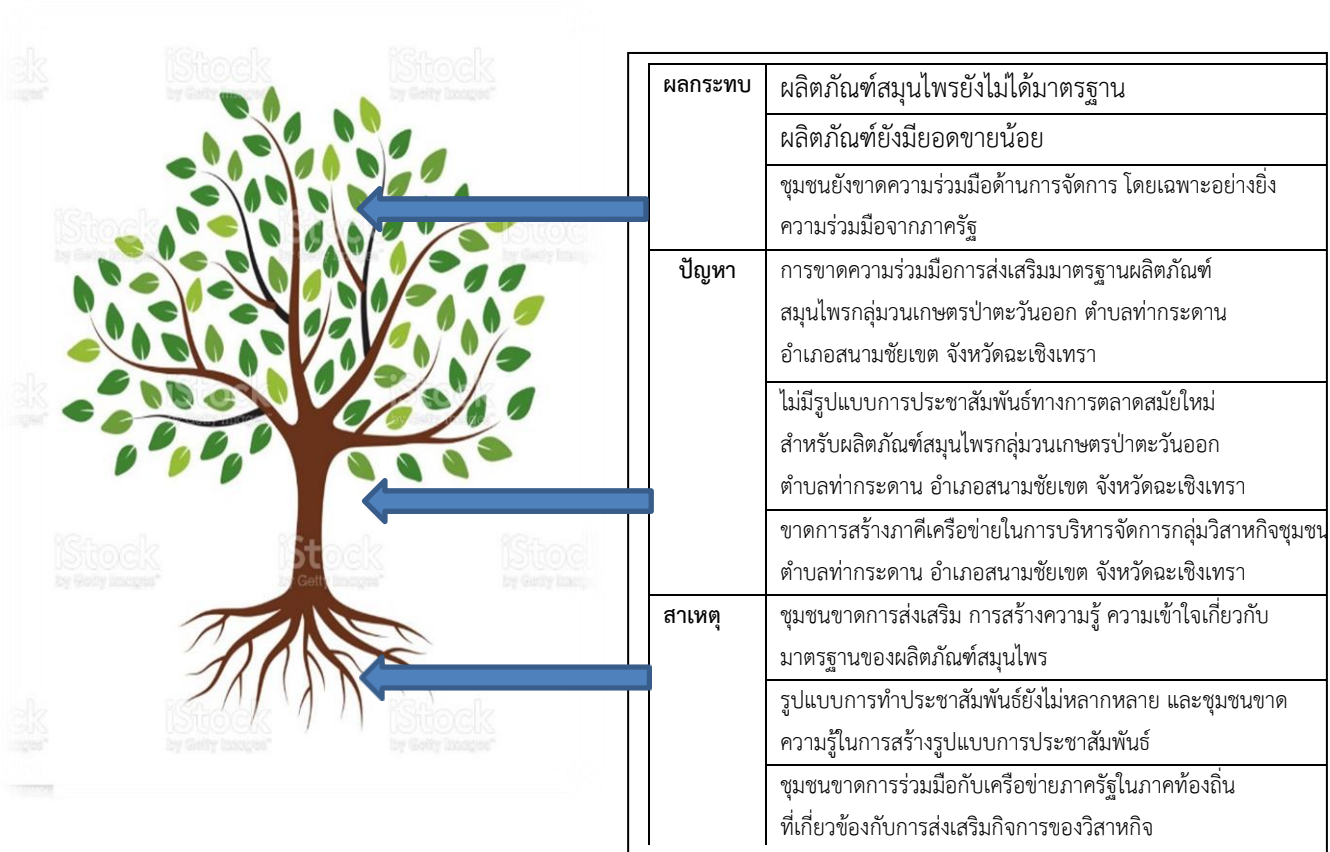 iStock
by Getty Images
ผลกระทบ
ผลิตภัณฑ์สมุนไพรยังไม่ได้มาตรฐาน
ผลิตภัณฑ์ยังมียอดขายน้อย
ชุมชนยังขาดความร่วมมือด้านการจัดการ โดยเฉพาะอย่างยิ่ง
ความร่วมมือจากภาครัฐ
ปัญหา
การขาดความร่วมมือการส่งเสริมมาตรฐานผลิตภัณฑ์
สมุนไพรกลุ่มวนเกษตรป่าตะวันออก ตำบลท่ากระดาน
อำเภอสนามชัยเขต จังหวัดฉะเชิงเทรา
ไม่มีรูปแบบการประชาสัมพันธ์ทางการตลาดสมัยใหม่
สำหรับผลิตภัณฑ์สมุนไพรกลุ่มวนเกษตรป่าตะวันออก
ตำบลท่ากระดาน อำเภอสนามชัยเขต จังหวัดฉะเชิงเทรา
ขาดการสร้างภาคีเครือข่ายในการบริหารจัดการกลุ่มวิสาหกิจชุมชน
ตำบลท่ากระดาน อำเภอสนามชัยเขต จังหวัดฉะเชิงเทรา
สาเหตุ
ชุมชนขาดการส่งเสริม การสร้างความรู้ ความเข้าใจเกี่ยวกับ
มาตรฐานของผลิตภัณฑ์สมุนไพร
รูปแบบการทำประชาสัมพันธ์ยังไม่หลากหลาย และชุมชนขาด
ความรู้ในการสร้างรูปแบบการประชาสัมพันธ์
ชุมชนขาดการร่วมมือกับเครือข่ายภาครัฐในภาคท้องถิ่น
ที่เกี่ยวข้องกับการส่งเสริมกิจการของวิสาหกิจ